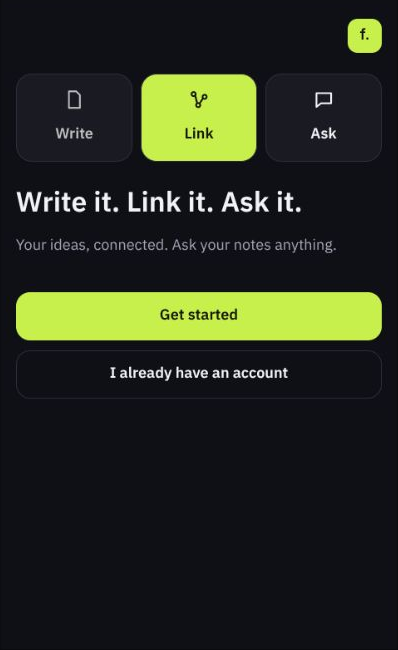 f.
Write
Link
Ask
Write it. Link it. Ask it.
Your ideas, connected. Ask your notes anything.
Get started
I already have an account